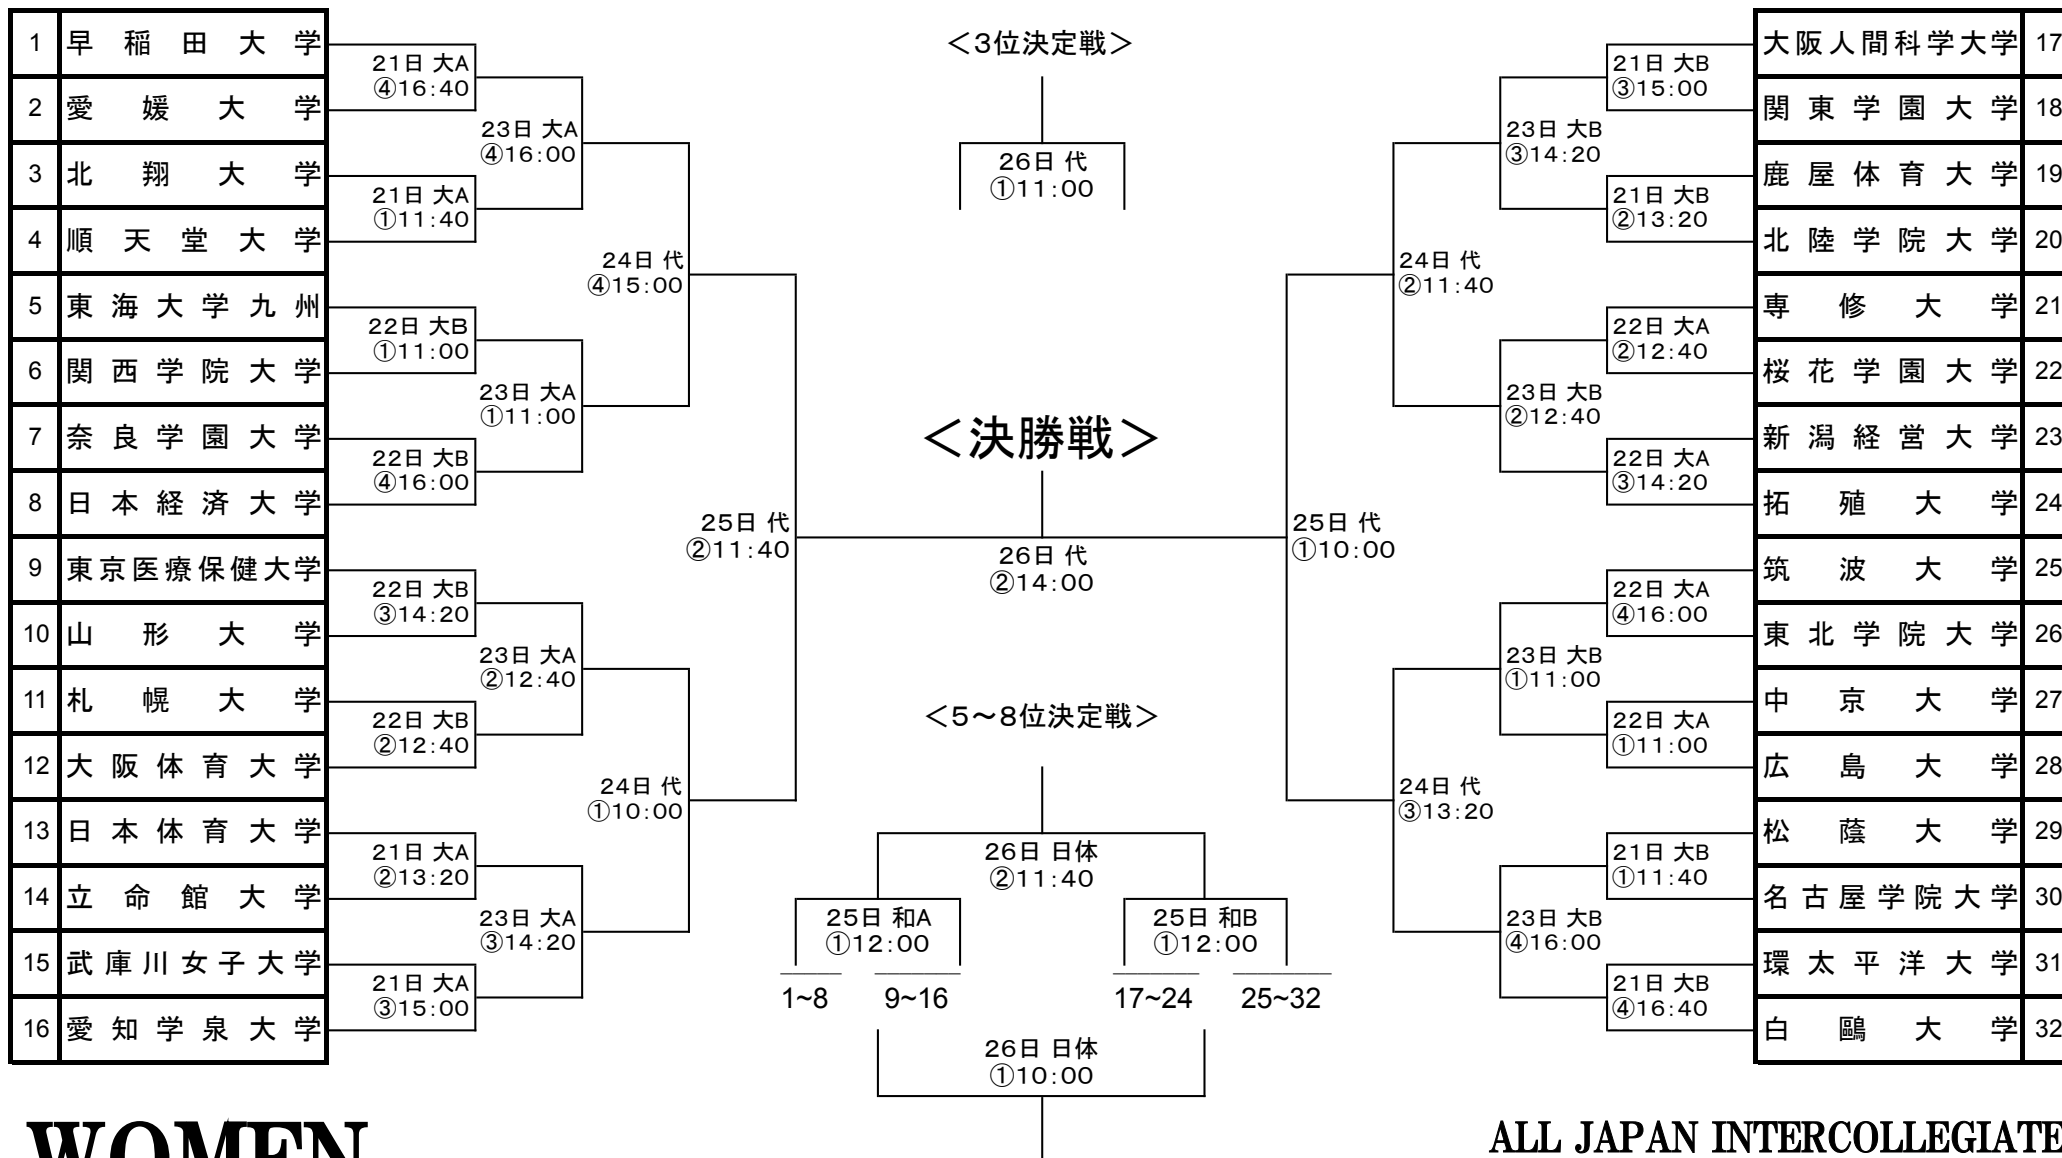 1 早稲田大学
2 愛媛大学
3 北翔大学
4 順天堂大学
5 東海大学九州
6 関西学院大学
7 奈良学園大学
8 日本経済大学
9 東京医療保健大学
10 山形大学
11 札幌大学
12 大阪体育大学
13 日本体育大学
14 立命館大学
15 武庫川女子大学
16 愛知学泉大学
21日 大A
④16:40
21日 大A
①11:40
22日 大B
①11:00
22日 大B
④16:00
22日 大B
③14:20
22日 大B
②12:40
21日 大A
②13:20
21日 大A
③15:00
23日 大A
④16:00
23日 大A
①11:00
23日 大A
②12:40
23日 大A
③14:20
24日 代
④15:00
24日 代
①10:00
25日 代
②11:40
＜3位決定戦＞
26日 代
①11:00
＜決勝戦＞
26日 代
②14:00
＜5～8位決定戦＞
26日 日体
②11:40
25日 和A
①12:00
25日 和B
①12:00
1~8 9~16 17~24 25~32
26日 日体
①10:00
25日 代
①10:00
24日 代
②11:40
24日 代
③13:20
23日 大B
③14:20
23日 大B
②12:40
23日 大B
①11:00
23日 大B
④16:00
21日 大B
③15:00
21日 大B
②13:20
22日 大A
②12:40
22日 大A
③14:20
22日 大A
④16:00
22日 大A
①11:00
21日 大B
①11:40
21日 大B
④16:40
大阪人間科学大学 17
関東学園大学 18
鹿屋体育大学 19
北陸学院大学 20
専修大学 21
桜花学園大学 22
新潟経営大学 23
拓殖大学 24
筑波大学 25
東北学院大学 26
中京大学 27
広島大学 28
松蔭大学 29
名古屋学院大学 30
環太平洋大学 31
白鷗大学 32
WOMEN
ALL JAPAN INTERCOLLEGIATE